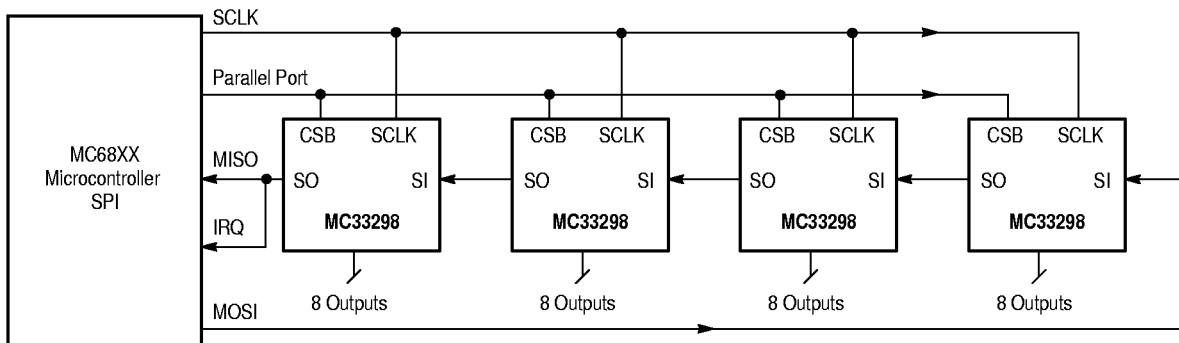 SCLK
Parallel Port
CSB SCLK CSB SCLK CSB SCLK CSB SCLK
MC68XX
Microcontroller
SPI
MISO
SO SI SO SI SO SI SO SI
MC33298 MC33298 MC33298 MC33298
IRQ
8 Outputs 8 Outputs 8 Outputs 8 Outputs
MOSI